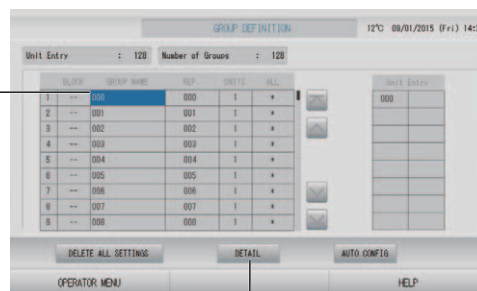 GROUP DEFINITION 12°C 09/01/2015 (Fri) 14:
Unit Entry : 128 Number of Groups : 128
BLOCK GROUP NAME REP. UNITS ALL Unit Entry
1 -- 000 000 1 * 000
2 -- 001 001 1 *
3 -- 002 002 1 *
4 -- 003 003 1 *
5 -- 004 004 1 *
6 -- 005 005 1 *
7 -- 006 006 1 *
8 -- 007 007 1 *
9 -- 008 008 1 *
DELETE ALL SETTINGS DETAIL AUTO CONFIG
OPERATOR MENU HELP